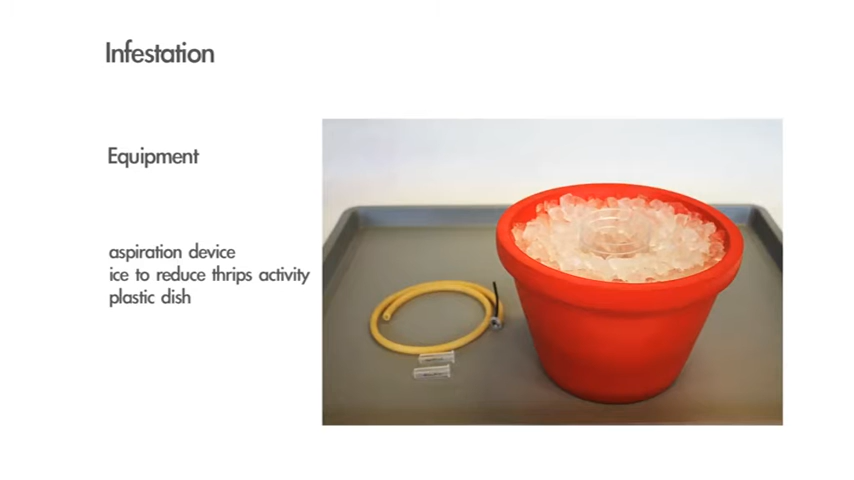 Infestation
Equipment
aspiration device
ice to reduce thrips activity
plastic dish